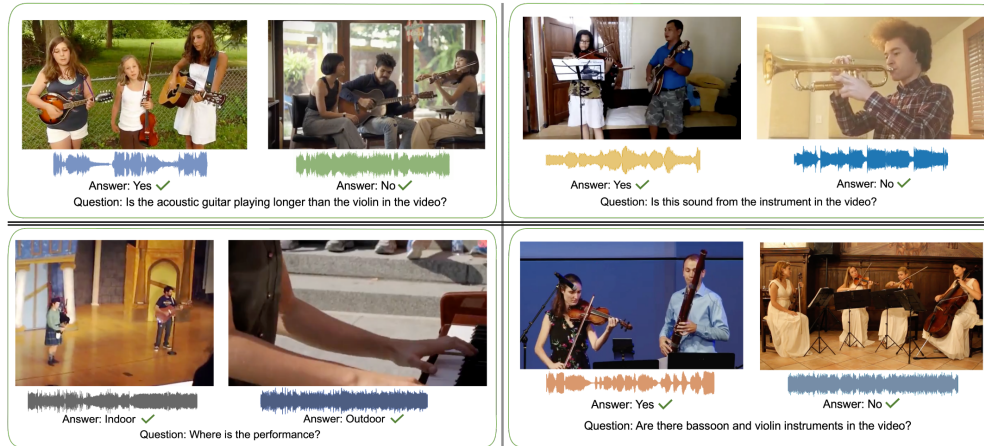 Answer: Yes
Answer: No
Question: Is the acoustic guitar playing longer than the violin in the video?
Answer: Yes
Answer: No
Question: Is this sound from the instrument in the video?
Answer: Indoor
Answer: Outdoor
Question: Where is the performance?
Answer: Yes
Answer: No
Question: Are there bassoon and violin instruments in the video?